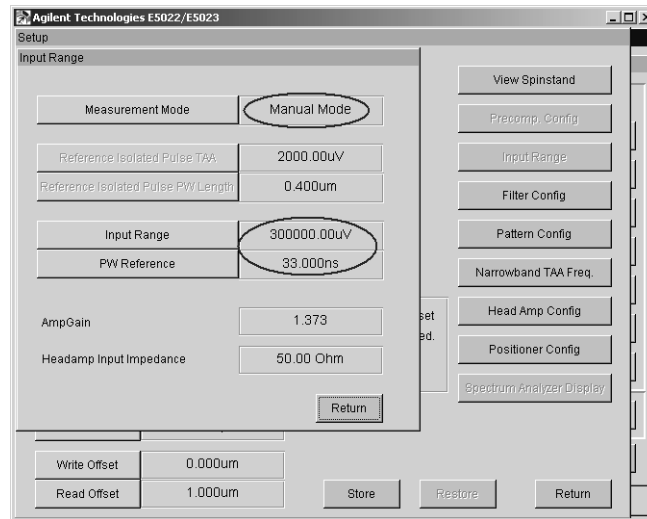 Agilent Technologies E5022/E5023
Setup
Input Range
Measurement Mode Manual Mode
Reference Isolated Pulse TAA 2000.00uV
Reference Isolated Pulse PW Length 0.400um
Input Range 300000.00uV
PW Reference 33.000ns
AmpGain 1.373
Headamp Input Impedance 50.00 Ohm
Return
View Spinstand
Precomp. Config
Input Range
Filter Config
Pattern Config
Narrowband TAA Freq.
Head Amp Config
Positioner Config
Spectrum Analyzer Display
set
ed.
Write Offset 0.000um
Read Offset 1.000um
Store Restore Return